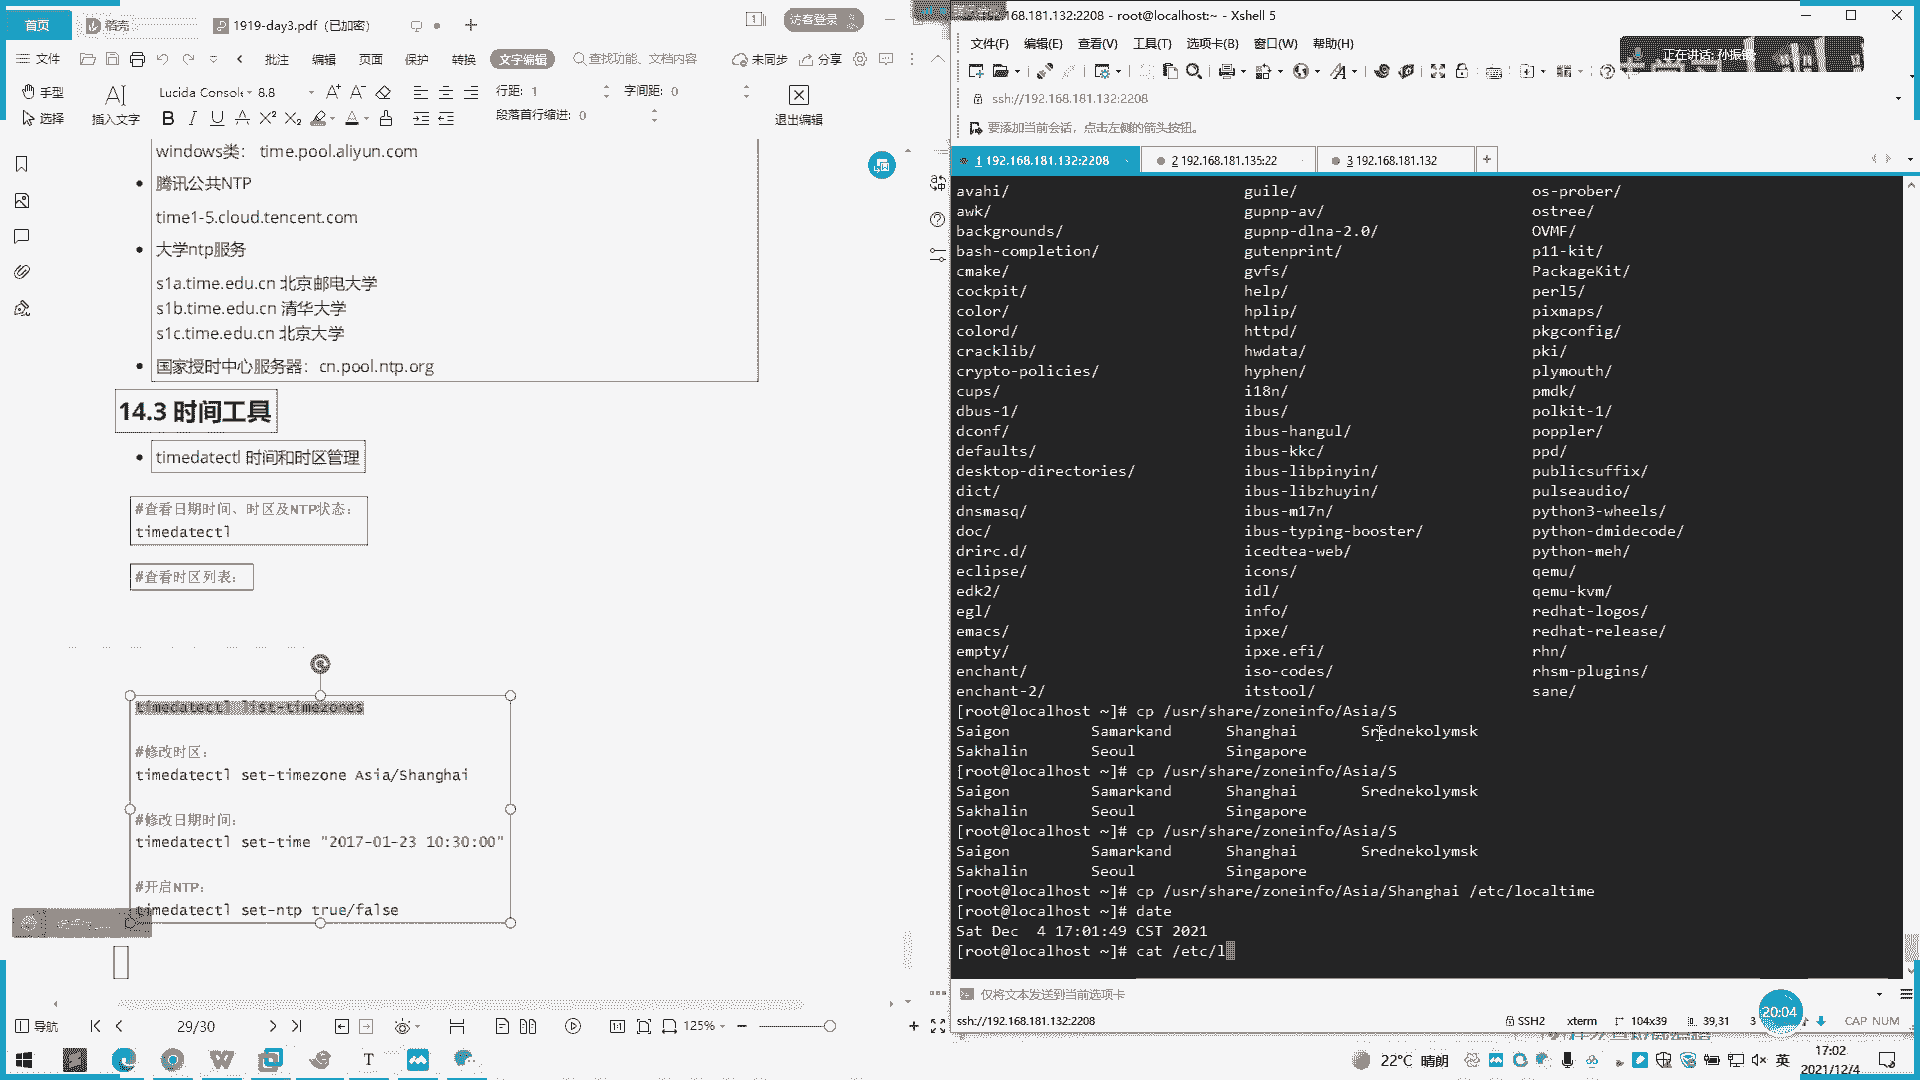 首页
稻壳
1919-day3.pdf（已加密）
访客登录
文件
批注
编辑
页面
保护
转换
文字编辑
查找功能、文档内容
未同步
分享
手型
选择
插入文字
Lucida Consol
8.8
行距: 1
字间距: 0
段落首行缩进: 0
退出编辑
windows类： time.pool.aliyun.com
腾讯公共NTP
time1-5.cloud.tencent.com
大学ntp服务
s1a.time.edu.cn 北京邮电大学
s1b.time.edu.cn 清华大学
s1c.time.edu.cn 北京大学
国家授时中心服务器：cn.pool.ntp.org
14.3 时间工具
timedatectl 时间和时区管理
#查看日期时间、时区及NTP状态：
timedatectl
#查看时区列表：
timedatectl list-timezones
#修改时区：
timedatectl set-timezone Asia/Shanghai
#修改日期时间：
timedatectl set-time "2017-01-23 10:30:00"
#开启NTP：
timedatectl set-ntp true/false
导航
29/30
125%
192.168.181.132:2208 - root@localhost:~ - Xshell 5
文件(F) 编辑(E) 查看(V) 工具(T) 选项卡(B) 窗口(W) 帮助(H)
ssh://192.168.181.132:2208
要添加当前会话，点击左侧的箭头按钮。
1 192.168.181.132:2208
2 192.168.181.135:22
3 192.168.181.132
avahi/ guile/ os-prober/
awk/ gupnp-av/ ostree/
backgrounds/ gupnp-dlna-2.0/ OVMF/
bash-completion/ gutenprint/ p11-kit/
cmake/ gvfs/ PackageKit/
cockpit/ help/ perl5/
color/ hplip/ pixmaps/
colord/ httpd/ pkgconfig/
cracklib/ hwdata/ pki/
crypto-policies/ hyphen/ plymouth/
cups/ i18n/ pmdk/
dbus-1/ ibus/ polkit-1/
dconf/ ibus-hangul/ poppler/
defaults/ ibus-kkc/ ppd/
desktop-directories/ ibus-libpinyin/ publicsuffix/
dict/ ibus-libzhuyin/ pulseaudio/
dnsmasq/ ibus-m17n/ python3-wheels/
doc/ ibus-typing-booster/ python-dmidecode/
drirc.d/ icedtea-web/ python-meh/
eclipse/ icons/ qemu/
edk2/ idl/ qemu-kvm/
egl/ info/ redhat-logos/
emacs/ ipxe/ redhat-release/
empty/ ipxe.efi/ rhn/
enchant/ iso-codes/ rhsm-plugins/
enchant-2/ itstool/ sane/
[root@localhost ~]# cp /usr/share/zoneinfo/Asia/S
Saigon Samarkand Shanghai Srednekolymsk
Sakhalin Seoul Singapore
[root@localhost ~]# cp /usr/share/zoneinfo/Asia/S
Saigon Samarkand Shanghai Srednekolymsk
Sakhalin Seoul Singapore
[root@localhost ~]# cp /usr/share/zoneinfo/Asia/S
Saigon Samarkand Shanghai Srednekolymsk
Sakhalin Seoul Singapore
[root@localhost ~]# cp /usr/share/zoneinfo/Asia/Shanghai /etc/localtime
[root@localhost ~]# date
Sat Dec  4 17:01:49 CST 2021
[root@localhost ~]# cat /etc/l
仅将文本发送到当前选项卡
ssh://192.168.181.132:2208
SSH2
xterm
104x39
39,31
20:04
CAP NUM
22°C 晴朗
英
17:02
2021/12/4